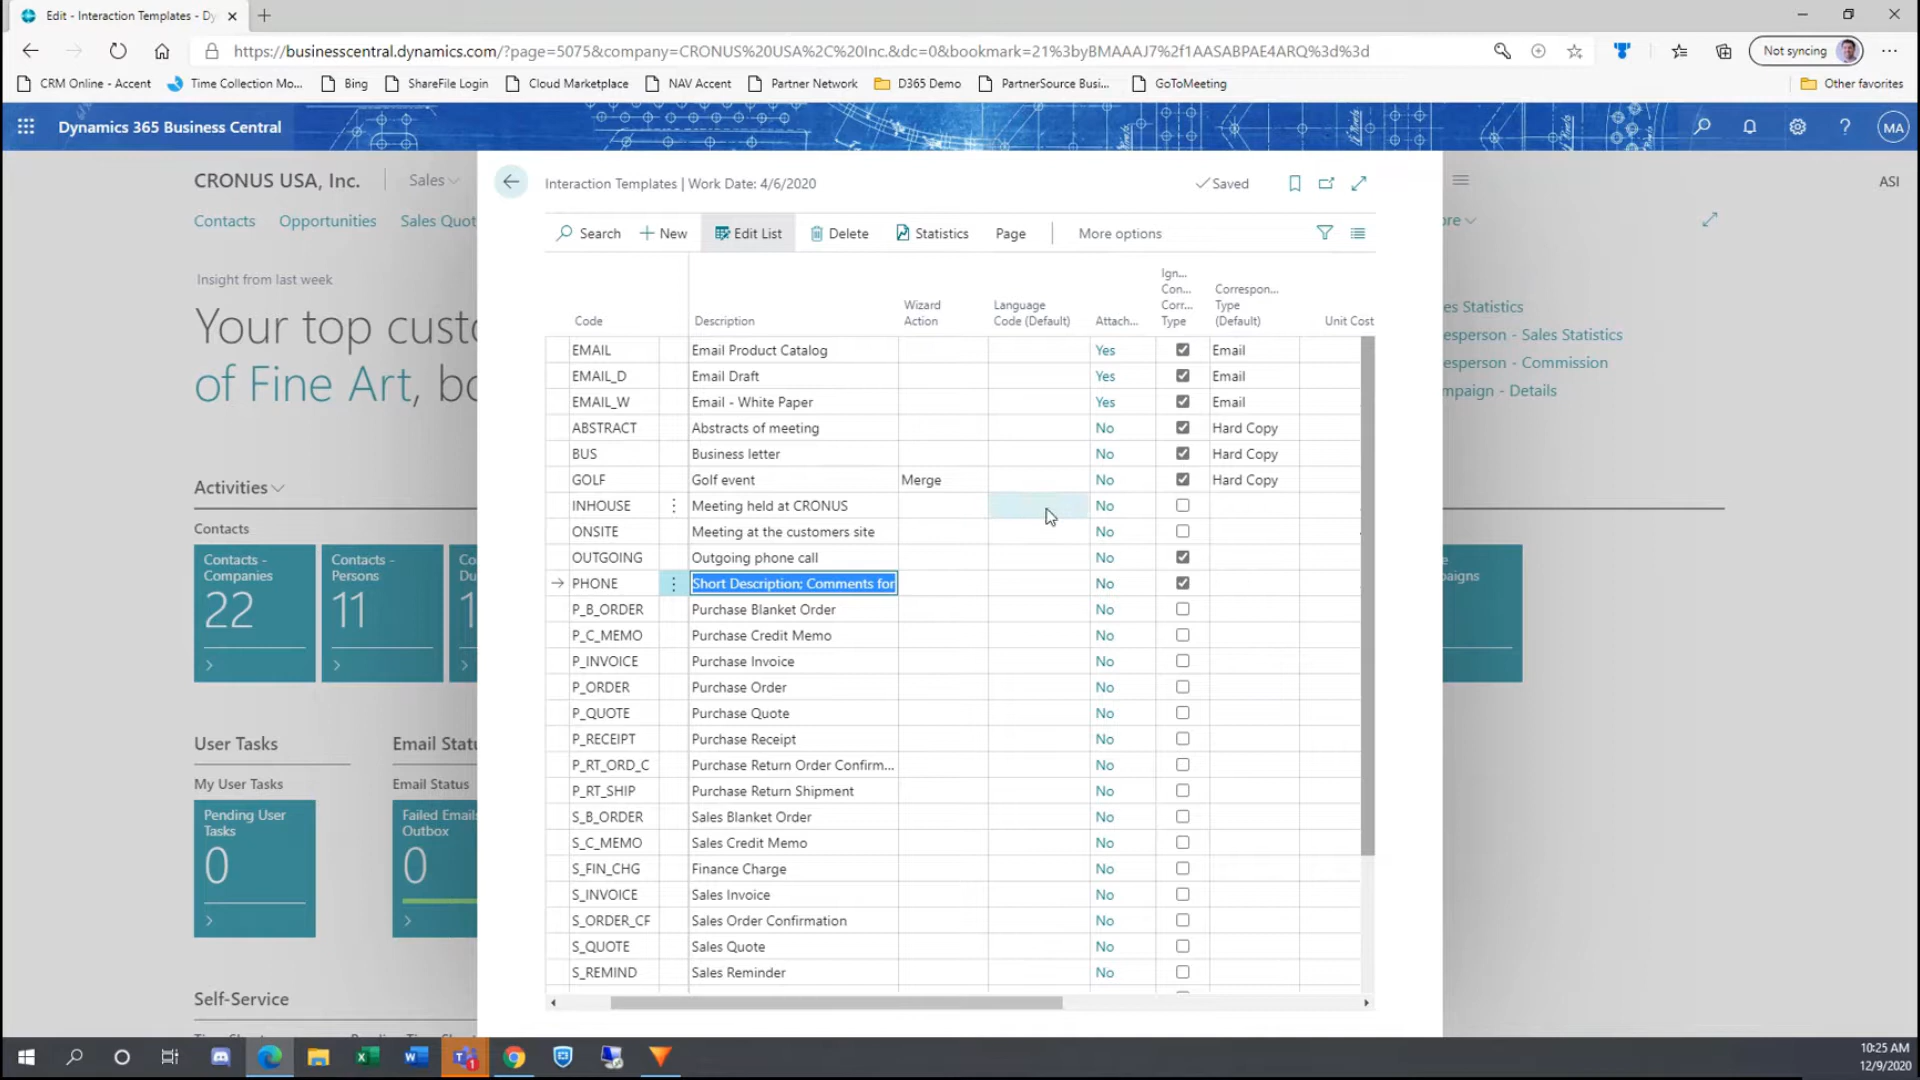 Edit - Interaction Templates - Dy
https://businesscentral.dynamics.com/?page=5075&company=CRONUS%20USA%2C%20Inc.&dc=0&bookmark=21%3byBMAAAJ7%2f1AASABPAE4ARQ%3d%3d
Not syncing
CRM Online - Accent
Time Collection Mo...
Bing
ShareFile Login
Cloud Marketplace
NAV Accent
Partner Network
D365 Demo
PartnerSource Busi...
GoToMeeting
Other favorites
Dynamics 365 Business Central
MA
CRONUS USA, Inc.
Sales
ASI
Contacts
Opportunities
Sales Quot
ore
Insight from last week
Your top custo
of Fine Art, bo
es Statistics
esperson - Sales Statistics
esperson - Commission
mpaign - Details
Activities
Contacts
Contacts -
Companies
22
Contacts -
Persons
11
Co
Du
1
e
paigns
User Tasks
Email Statu
My User Tasks
Email Status
Pending User
Tasks
0
Failed Emails
Outbox
0
Self-Service
Interaction Templates | Work Date: 4/6/2020
Saved
Search
New
Edit List
Delete
Statistics
Page
More options
Code
Description
Wizard
Action
Language
Code (Default)
Attach...
Ign...
Con...
Corr...
Type
Correspon...
Type
(Default)
Unit Cost
EMAIL Email Product Catalog Yes Email
EMAIL_D Email Draft Yes Email
EMAIL_W Email - White Paper Yes Email
ABSTRACT Abstracts of meeting No Hard Copy
BUS Business letter No Hard Copy
GOLF Golf event Merge No Hard Copy
INHOUSE Meeting held at CRONUS No
ONSITE Meeting at the customers site No
OUTGOING Outgoing phone call No
PHONE Short Description: Comments for No
P_B_ORDER Purchase Blanket Order No
P_C_MEMO Purchase Credit Memo No
P_INVOICE Purchase Invoice No
P_ORDER Purchase Order No
P_QUOTE Purchase Quote No
P_RECEIPT Purchase Receipt No
P_RT_ORD_C Purchase Return Order Confirm... No
P_RT_SHIP Purchase Return Shipment No
S_B_ORDER Sales Blanket Order No
S_C_MEMO Sales Credit Memo No
S_FIN_CHG Finance Charge No
S_INVOICE Sales Invoice No
S_ORDER_CF Sales Order Confirmation No
S_QUOTE Sales Quote No
S_REMIND Sales Reminder No
10:25 AM
12/9/2020